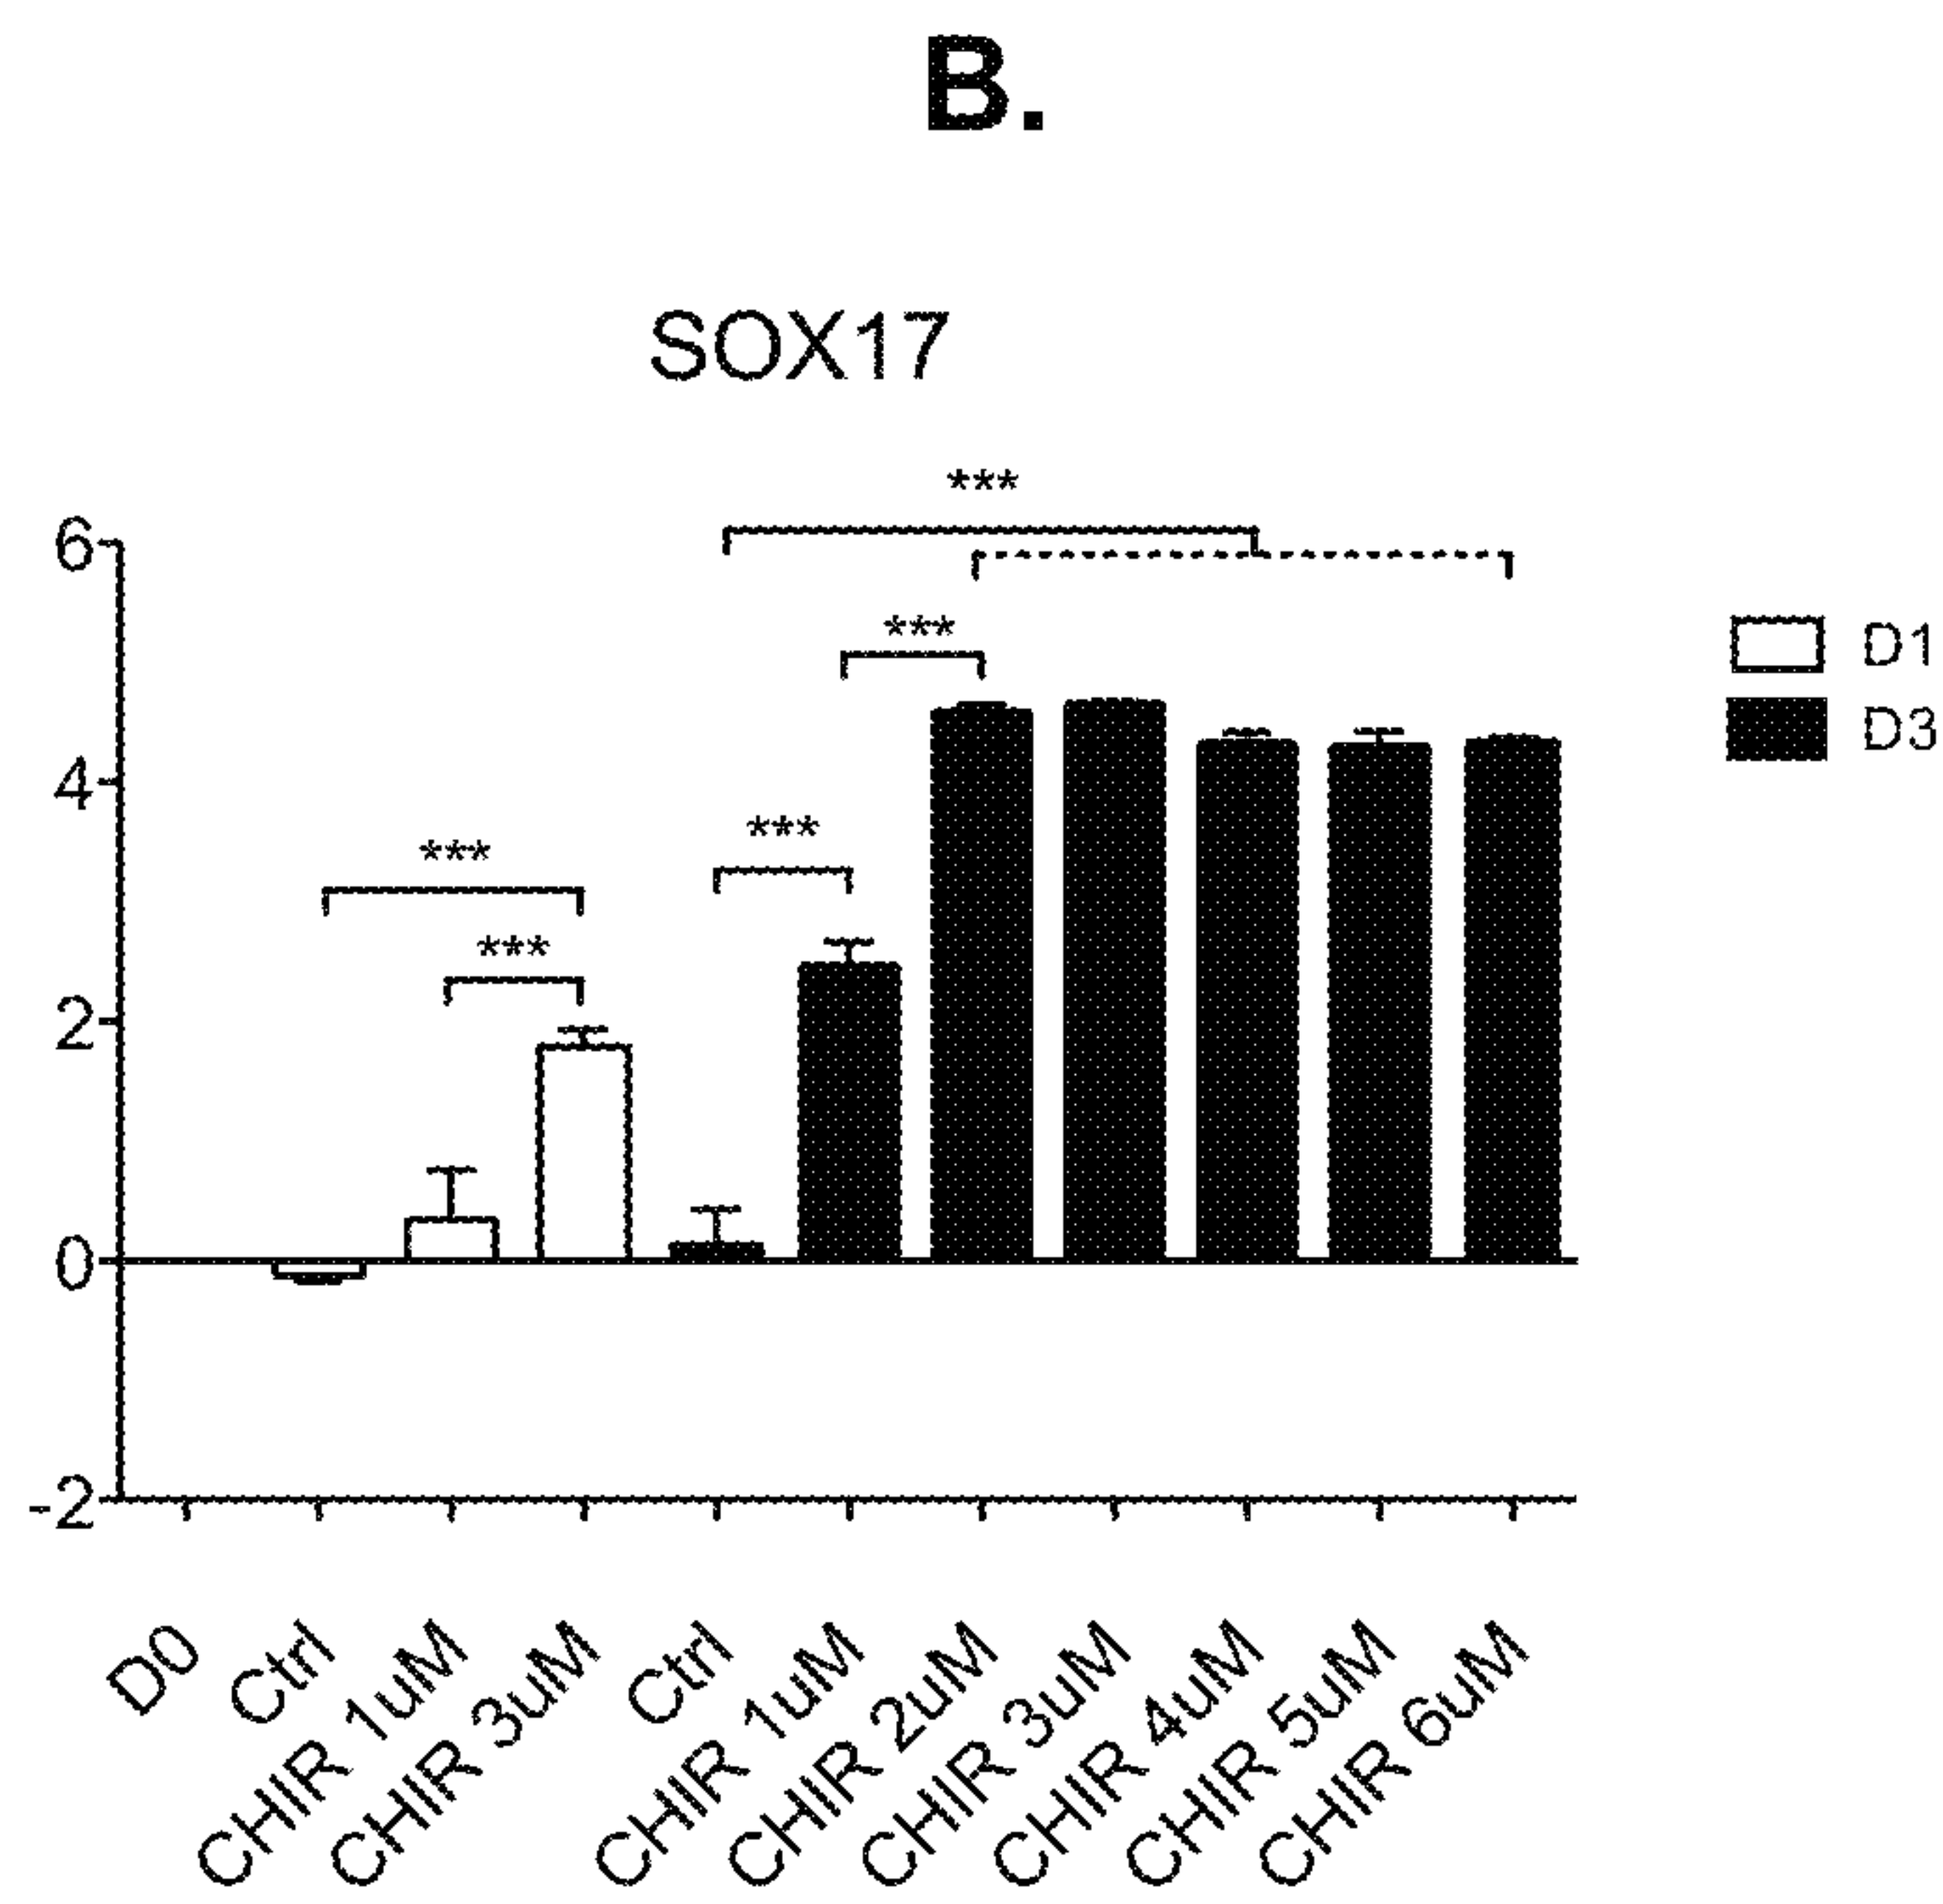 B.
SOX17
***
6
***
D1
D3
4
***
***
***
2
0
-2
D0
Ctrl
CHIR 1uM
CHIR 3uM
Ctrl
CHIR 1uM
CHIR 2uM
CHIR 3uM
CHIR 4uM
CHIR 5uM
CHIR 6uM